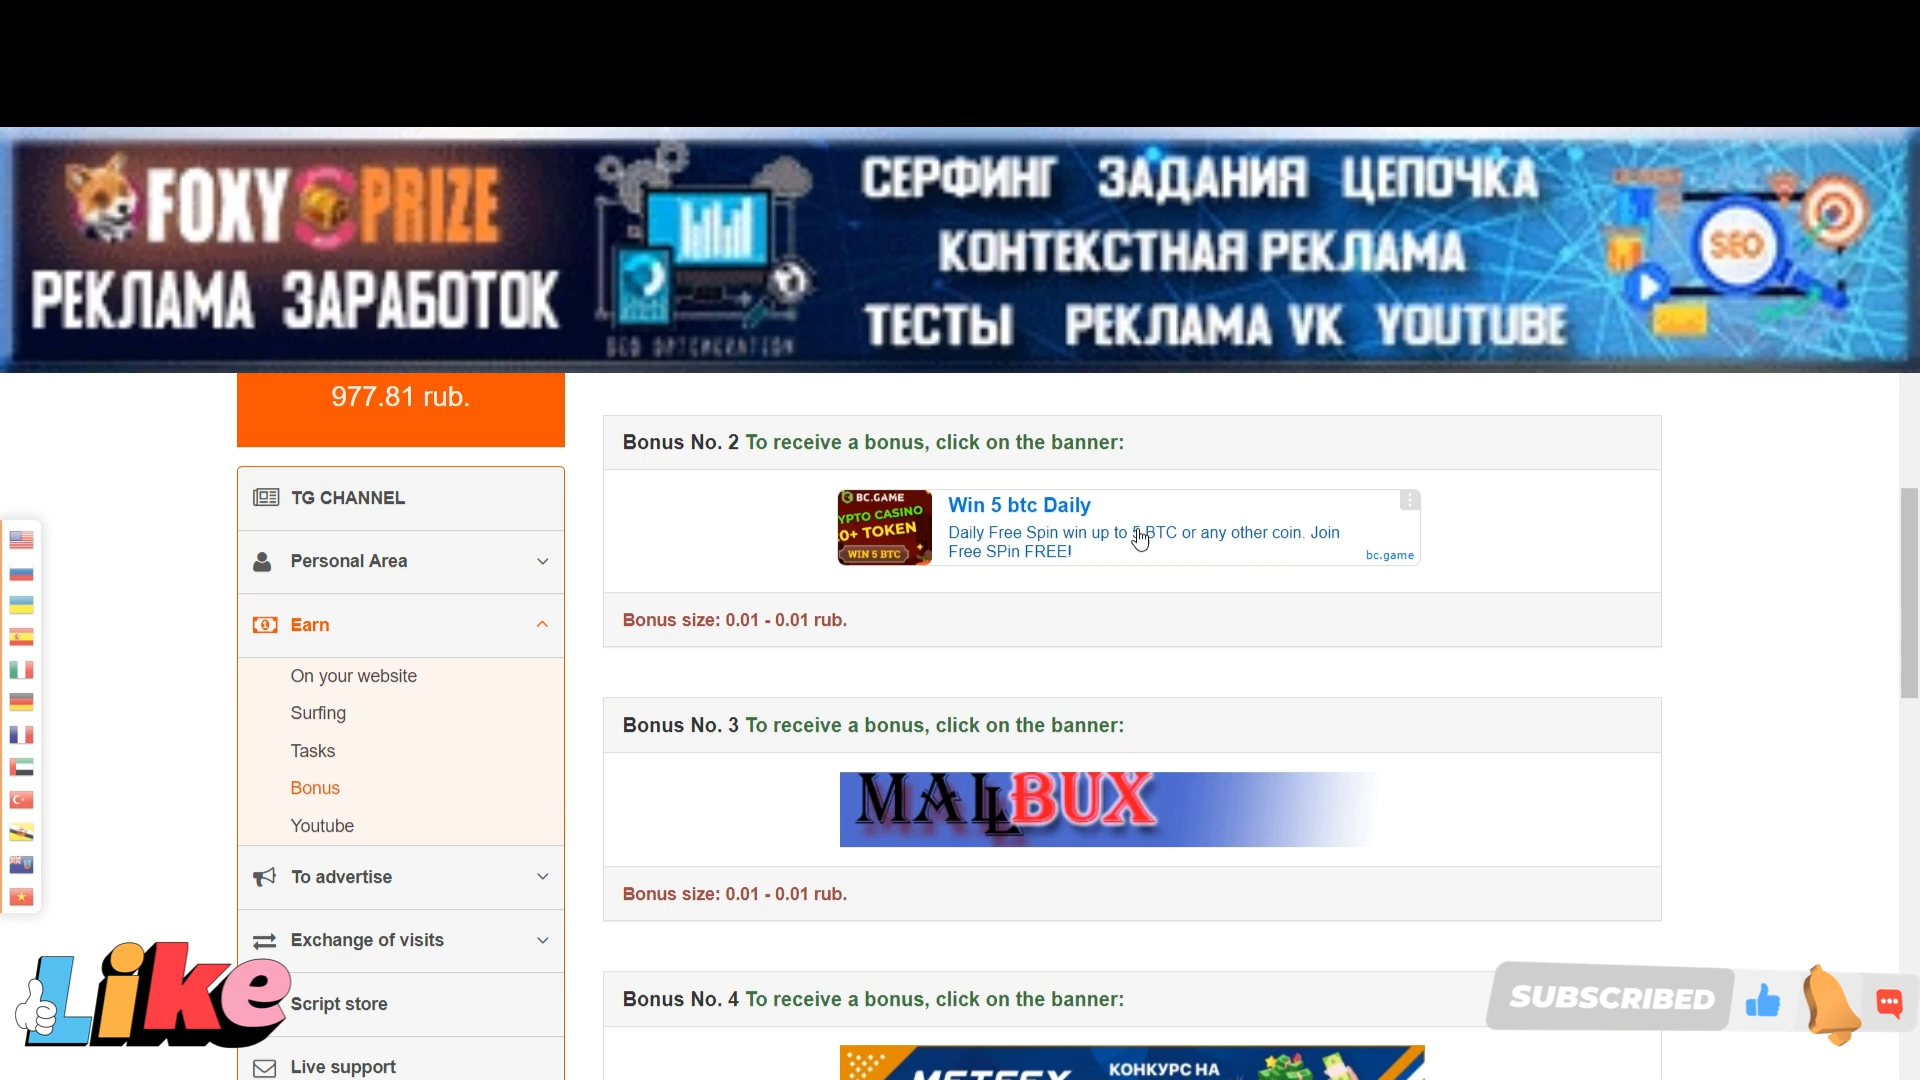 FOXY PRIZE
РЕКЛАМА ЗАРАБОТОК
СЕРФИНГ ЗАДАНИЯ ЦЕПОЧКА
КОНТЕКСТНАЯ РЕКЛАМА
ТЕСТЫ РЕКЛАМА VK YOUTUBE
SEO
977.81 rub.
TG CHANNEL
Personal Area
Earn
On your website
Surfing
Tasks
Bonus
Youtube
To advertise
Exchange of visits
Script store
Live support
Bonus No. 2 To receive a bonus, click on the banner:
BC.GAME
YPTO CASINO
0+ TOKEN
WIN 5 BTC
Win 5 btc Daily
Daily Free Spin win up to 5 BTC or any other coin. Join
Free SPin FREE!
bc.game
Bonus size: 0.01 - 0.01 rub.
Bonus No. 3 To receive a bonus, click on the banner:
MALLBUX
Bonus size: 0.01 - 0.01 rub.
Bonus No. 4 To receive a bonus, click on the banner:
КОНКУРС НА
Like
SUBSCRIBED